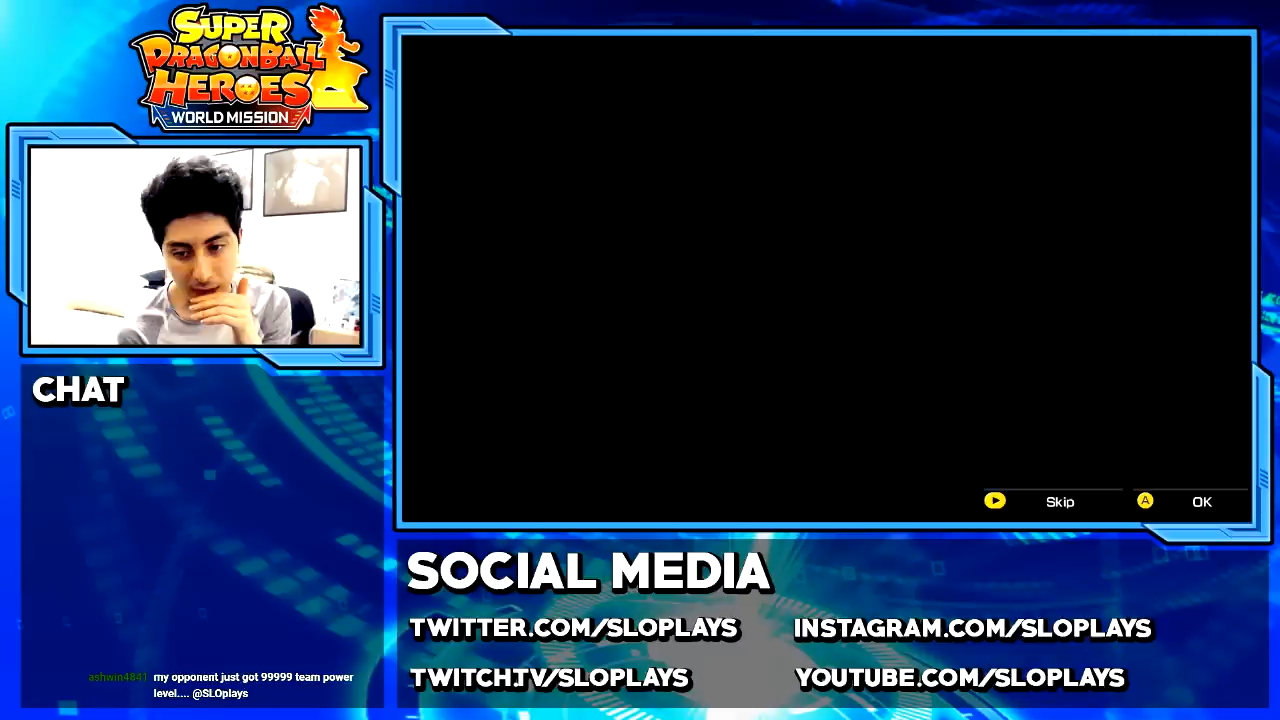 SUPER
DRAGONBALL
HEROES
WORLD MISSION
CHAT
ashwin4841 my opponent just got 99999 team power
level.... @SLOplays
Skip
A
OK
SOCIAL MEDIA
TWITTER.COM/SLOPLAYS
INSTAGRAM.COM/SLOPLAYS
TWITCH.TV/SLOPLAYS
YOUTUBE.COM/SLOPLAYS